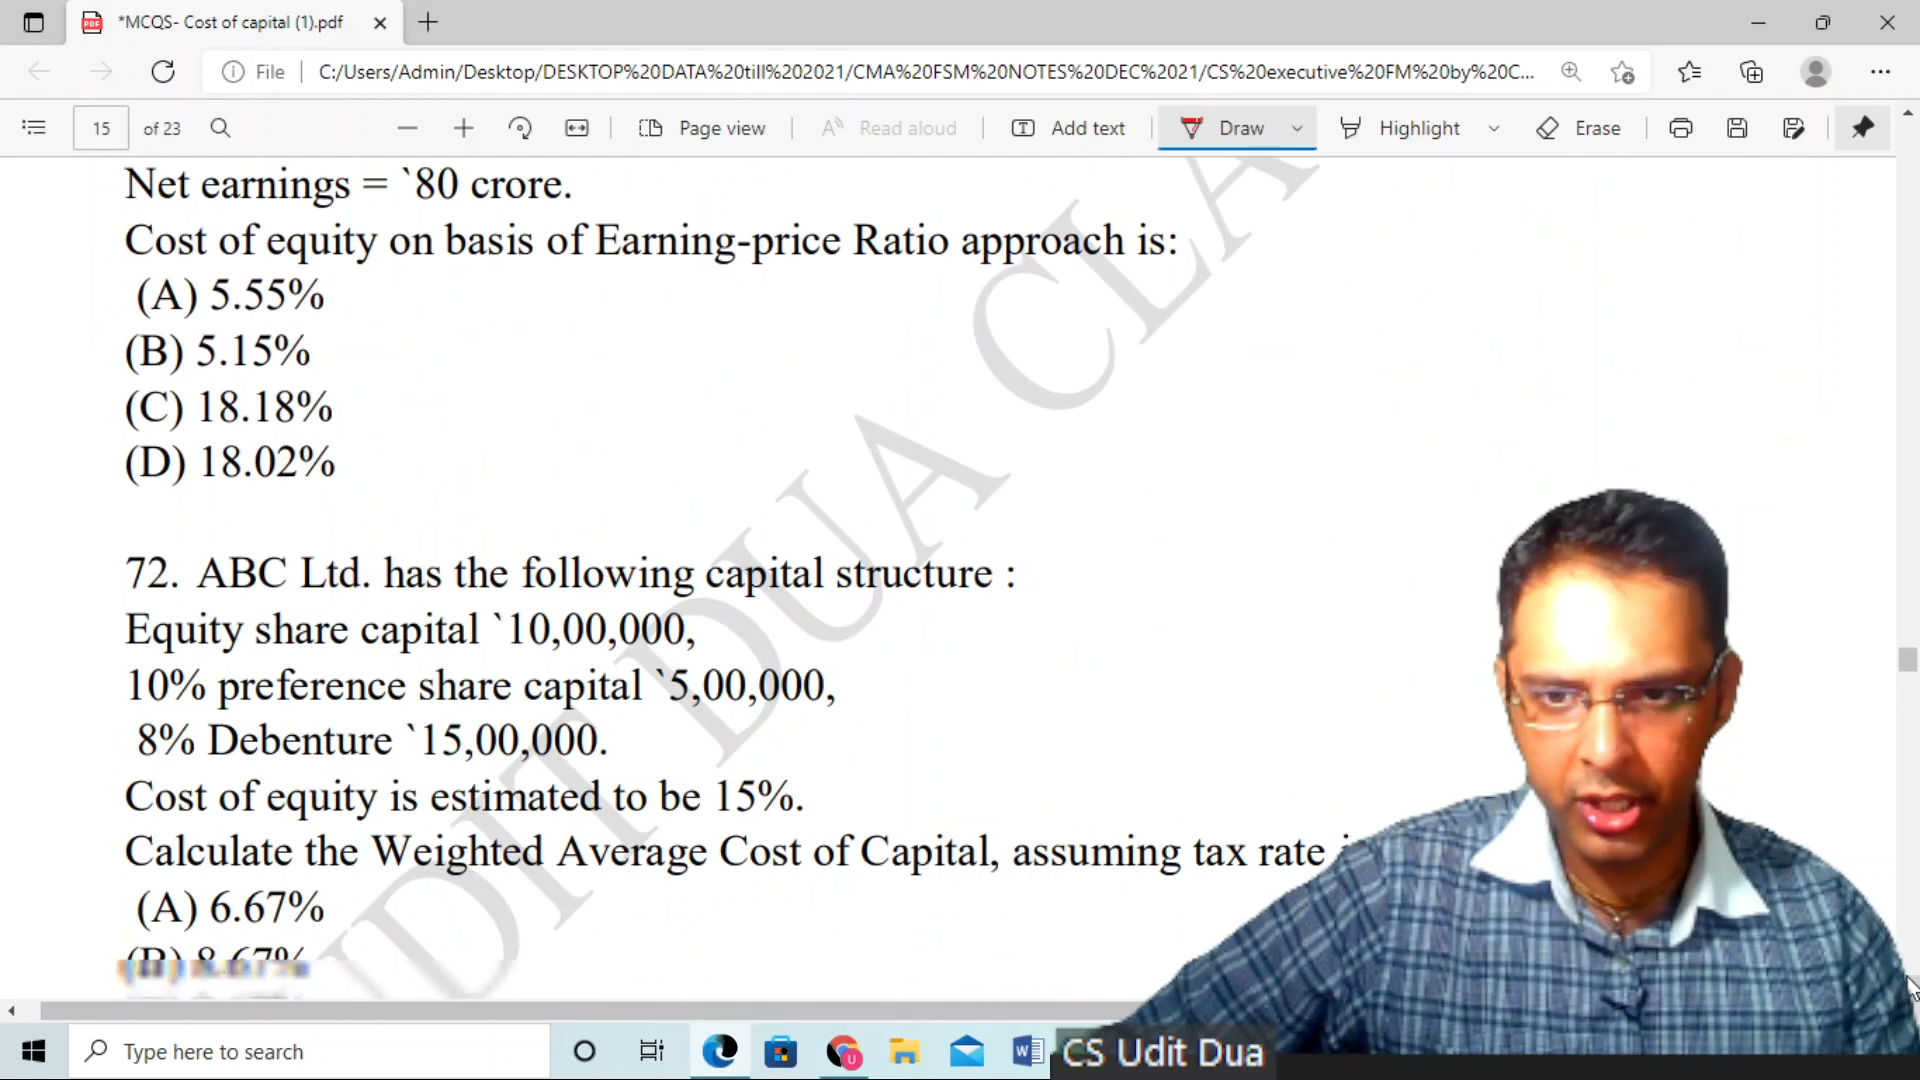 *MCQS- Cost of capital (1).pdf
File
C:/Users/Admin/Desktop/DESKTOP%20DATA%20till%202021/CMA%20FSM%20NOTES%20DEC%2021/CS%20executive%20FM%20by%20C...
15 of 23
Page view
Read aloud
Add text
Draw
Highlight
Erase
Net earnings = `80 crore.
Cost of equity on basis of Earning-price Ratio approach is:
(A) 5.55%
(B) 5.15%
(C) 18.18%
(D) 18.02%
72. ABC Ltd. has the following capital structure :
Equity share capital `10,00,000,
10% preference share capital `5,00,000,
8% Debenture `15,00,000.
Cost of equity is estimated to be 15%.
Calculate the Weighted Average Cost of Capital, assuming tax rate
(A) 6.67%
(B) 8.67%
UDIT DUA CLA
Type here to search
CS Udit Dua